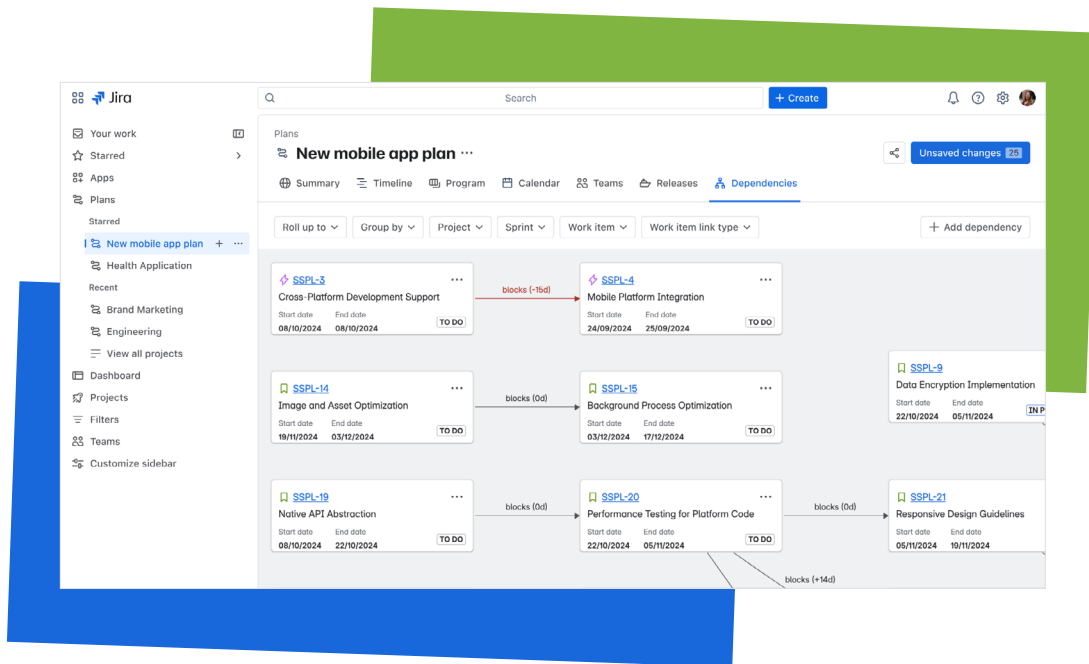 Jira
Search
+ Create
Your work
Starred
Apps
Plans
Starred
New mobile app plan
Health Application
Recent
Brand Marketing
Engineering
View all projects
Dashboard
Projects
Filters
Teams
Customize sidebar
Plans
New mobile app plan
Unsaved changes 25
Summary Timeline Program Calendar Teams Releases Dependencies
Roll up to Group by Project Sprint Work item Work item link type + Add dependency
SSPL-3
Cross-Platform Development Support
Start date End date
08/10/2024 08/10/2024
TO DO
blocks (-15d)
SSPL-4
Mobile Platform Integration
Start date End date
24/09/2024 25/09/2024
TO DO
SSPL-9
Data Encryption Implementation
Start date End date
22/10/2024 05/11/2024
IN P
SSPL-14
Image and Asset Optimization
Start date End date
19/11/2024 03/12/2024
TO DO
blocks (0d)
SSPL-15
Background Process Optimization
Start date End date
03/12/2024 17/12/2024
TO DO
SSPL-19
Native API Abstraction
Start date End date
08/10/2024 22/10/2024
TO DO
blocks (0d)
SSPL-20
Performance Testing for Platform Code
Start date End date
22/10/2024 05/11/2024
TO DO
blocks (0d)
SSPL-21
Responsive Design Guidelines
Start date End date
05/11/2024 19/11/2024
blocks (+14d)